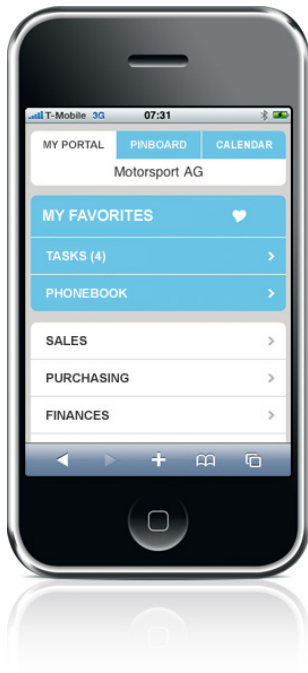 T-Mobile 3G 07:31
MY PORTAL PINBOARD CALENDAR
Motorsport AG
MY FAVORITES
TASKS (4)
PHONEBOOK
SALES
PURCHASING
FINANCES